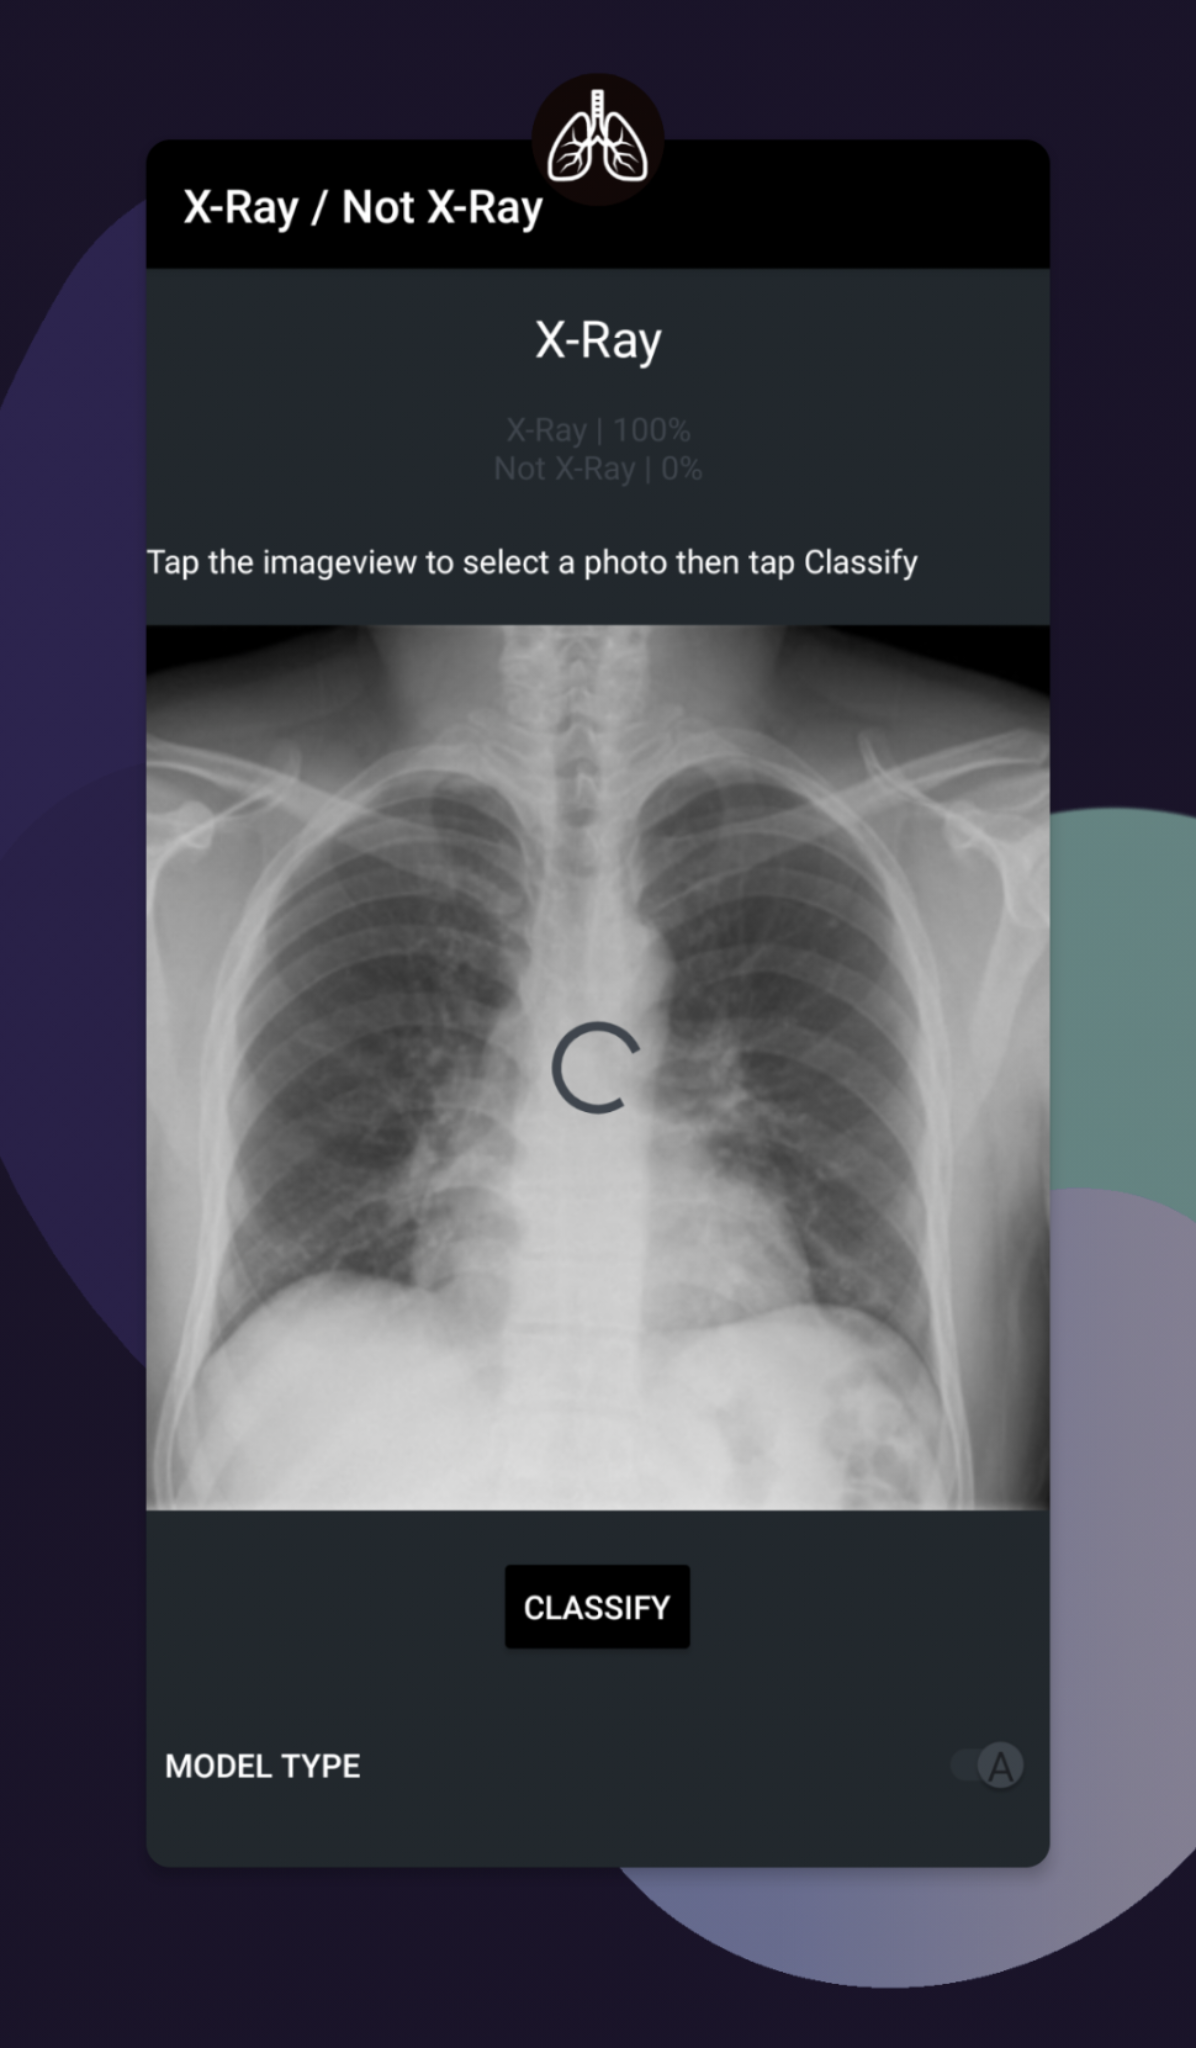 X-Ray / Not X-Ray
X-Ray
X-Ray | 100%
Not X-Ray | 0%
Tap the imageview to select a photo then tap Classify
CLASSIFY
MODEL TYPE
A